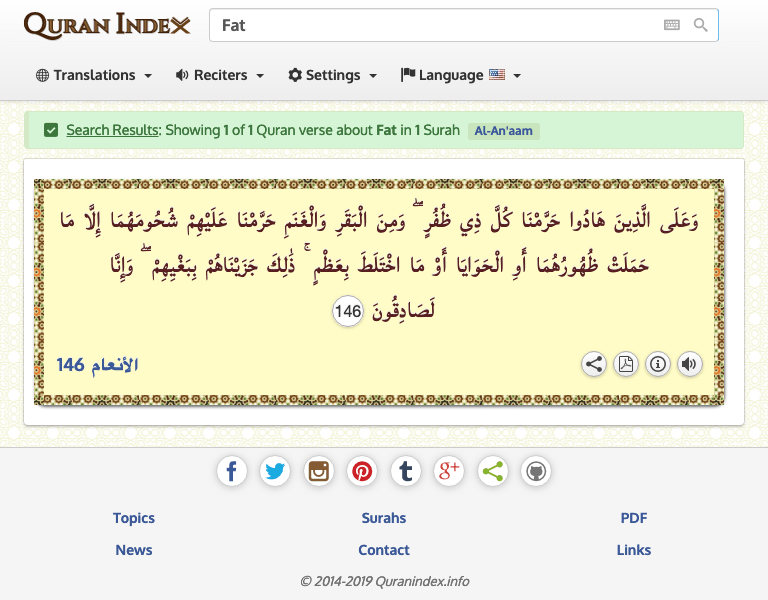 QURAN INDEX
Fat
Translations
Reciters
Settings
Language
Search Results: Showing 1 of 1 Quran verse about Fat in 1 Surah Al-An'aam
وَعَلَى الَّذِينَ هَادُوا حَرَّمْنَا كُلَّ ذِي ظُفُرٍ ۖ وَمِنَ الْبَقَرِ وَالْغَنَمِ حَرَّمْنَا عَلَيْهِمْ شُحُومَهُمَا إِلَّا مَا
حَمَلَتْ ظُهُورُهُمَا أَوِ الْحَوَايَا أَوْ مَا اخْتَلَطَ بِعَظْمٍ ۚ ذَٰلِكَ جَزَيْنَاهُمْ بِبَغْيِهِمْ ۖ وَإِنَّا
لَصَادِقُونَ 146
الأنعام 146
Topics
Surahs
PDF
News
Contact
Links
© 2014-2019 Quranindex.info